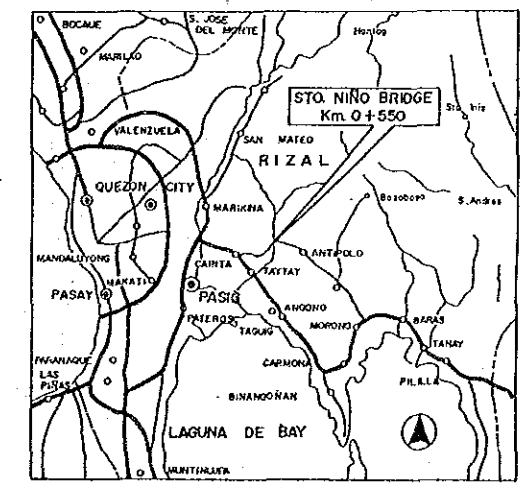 BOCAUE
S. JOSE
DEL MONTE
MARILAO
STO. NIÑO BRIDGE
Km. 0+550
VALENZUELA
SAN MATEO
RIZAL
QUEZON CITY
Bosoboso
S. Andres
MARIKINA
MANDALUYONG
CAINTA
ANTIPOLO
TAYTAY
MAKATI
PASAY
PASIG
ANGONO
PATEROS
MORONG
BARAS
TAGUIG
TANAY
PARANAQUE
LAS
PIÑAS
CARMONA
PILILLA
BINANGONAN
LAGUNA DE BAY
MUNTINLUPA